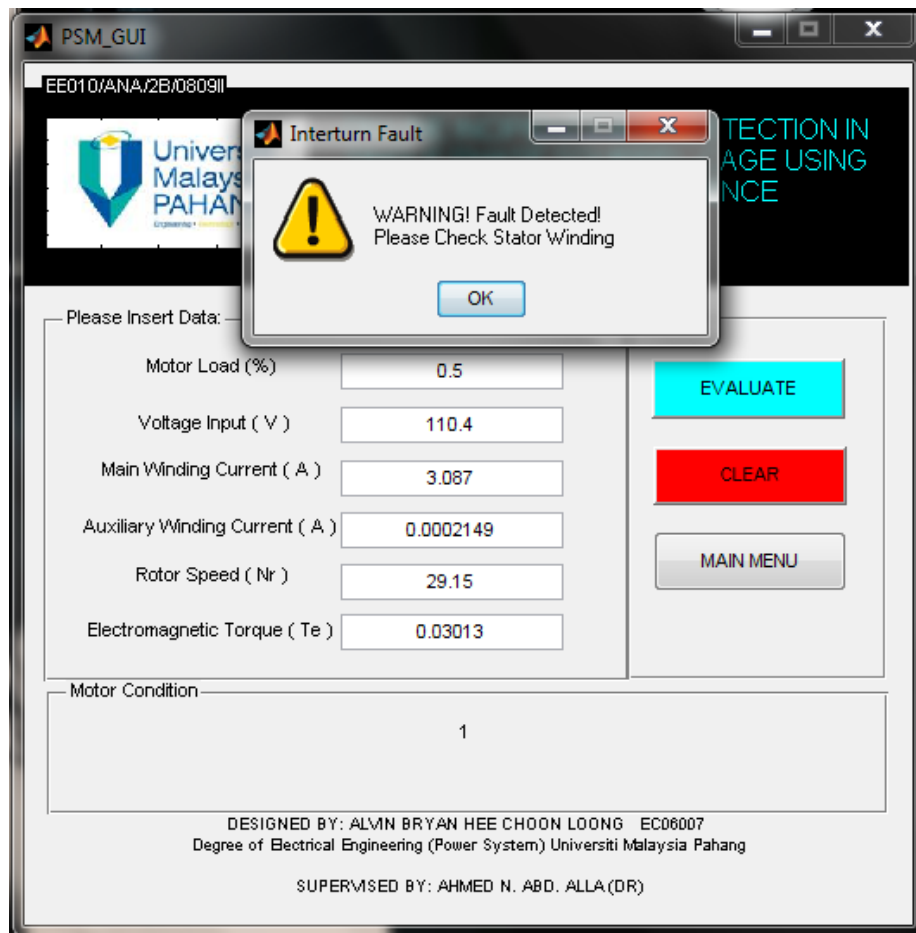 PSM_GUI
EE010/ANA/2B/0809II
Malaysia
PAHANG
TECTION IN
AGE USING
NCE
Interturn Fault
WARNING! Fault Detected!
Please Check Stator Winding
OK
Please Insert Data:
Motor Load (%)
0.5
Voltage Input ( V )
110.4
Main Winding Current ( A )
3.087
Auxiliary Winding Current ( A )
0.0002149
Rotor Speed ( Nr )
29.15
Electromagnetic Torque ( Te )
0.03013
EVALUATE
CLEAR
MAIN MENU
Motor Condition
1
DESIGNED BY: ALVIN BRYAN HEE CHOON LOONG EC06007
Degree of Electrical Engineering (Power System) Universiti Malaysia Pahang
SUPERVISED BY: AHMED N. ABD. ALLA (DR)